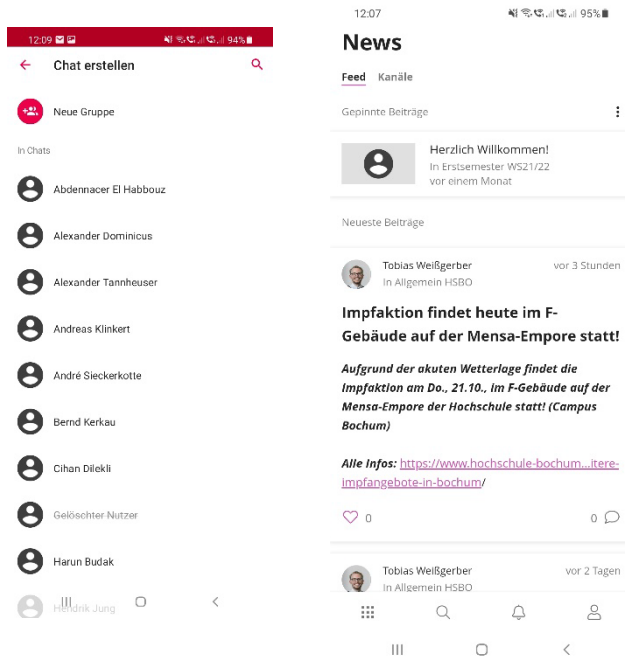 12:09
94%
Chat erstellen
Neue Gruppe
In Chats
Abdennacer El Habbouz
Alexander Dominicus
Alexander Tannheuser
Andreas Klinkert
André Sieckerkotte
Bernd Kerkau
Cihan Dilekli
Gelöschter Nutzer
Harun Budak
Hendrik Jung
12:07
95%
News
Feed Kanäle
Gepinnte Beiträge
Herzlich Willkommen!
In Erstsemester WS21/22
vor einem Monat
Neueste Beiträge
Tobias Weißgerber vor 3 Stunden
In Allgemein HSBO
Impfaktion findet heute im F-
Gebäude auf der Mensa-Empore statt!
Aufgrund der akuten Wetterlage findet die
Impfaktion am Do., 21.10., im F-Gebäude auf der
Mensa-Empore der Hochschule statt! (Campus
Bochum)
Alle Infos: https://www.hochschule-bochum...itere-
impfangebote-in-bochum/
0 0
Tobias Weißgerber vor 2 Tagen
In Allgemein HSBO